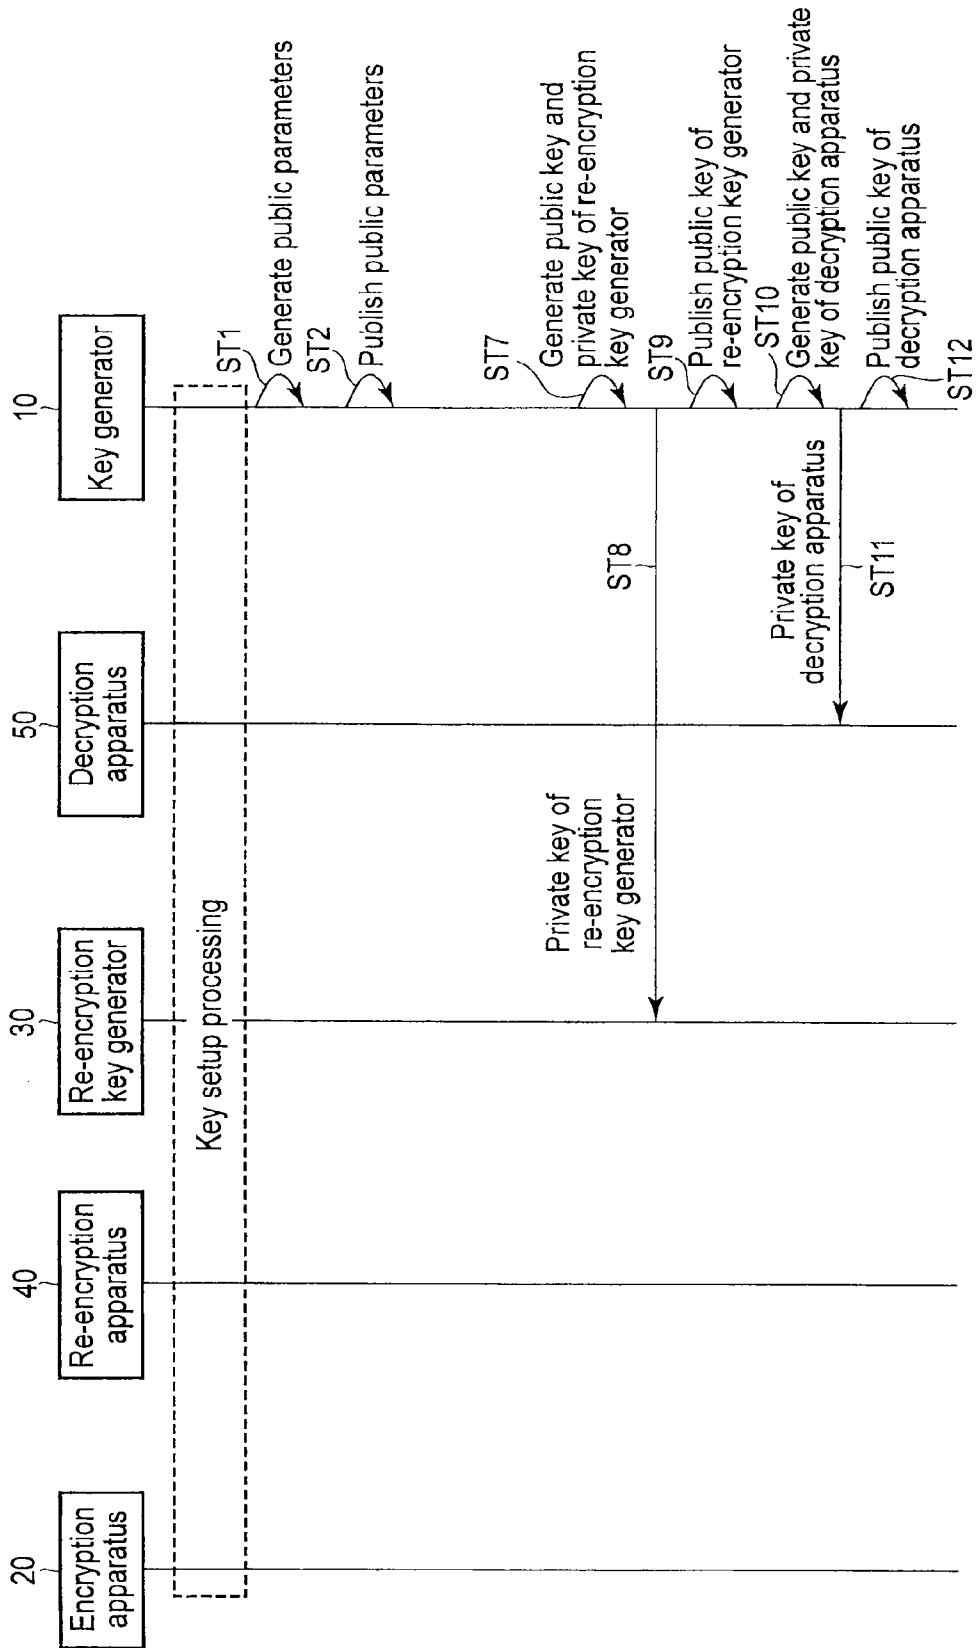 20
Encryption
apparatus
40
Re-encryption
apparatus
30
Re-encryption
key generator
50
Decryption
apparatus
10
Key generator
Key setup processing
ST1
Generate public parameters
ST2
Publish public parameters
ST7
Generate public key and
private key of re-encryption
key generator
Private key of
re-encryption
key generator
ST8
ST9
Publish public key of
re-encryption key generator
ST10
Generate public key and private
key of decryption apparatus
Private key of
decryption apparatus
ST11
Publish public key of
decryption apparatus
ST12